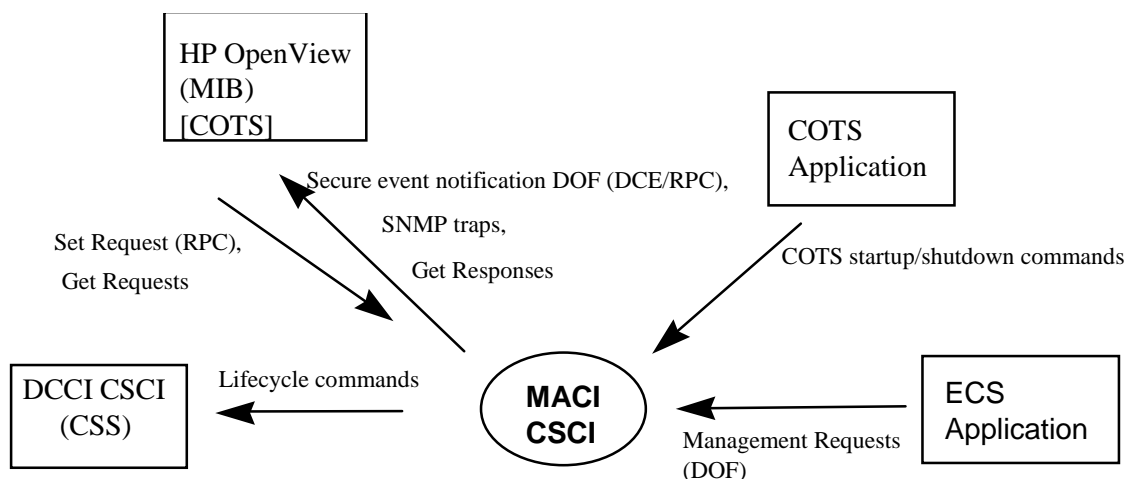 HP OpenView
(MIB)
[COTS]
COTS
Application
Secure event notification DOF (DCE/RPC),
SNMP traps,
Get Responses
Set Request (RPC),
Get Requests
COTS startup/shutdown commands
DCCI CSCI
(CSS)
Lifecycle commands
MACI
CSCI
ECS
Application
Management Requests
(DOF)